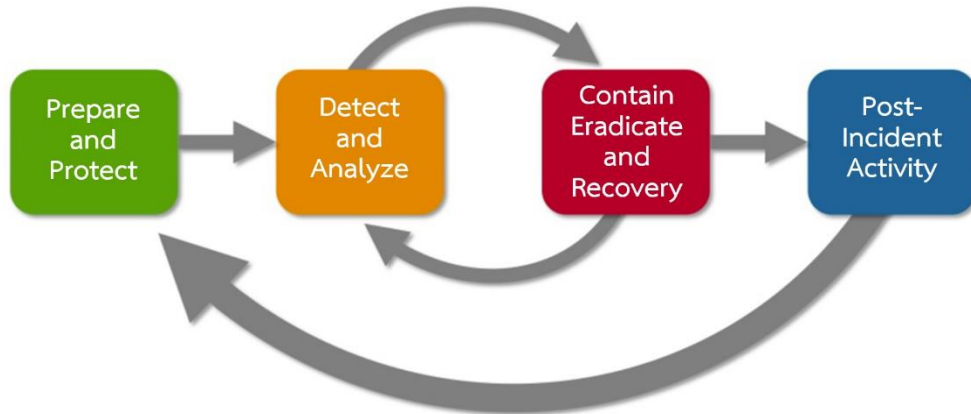 Prepare
and
Protect
Detect
and
Analyze
Contain
Eradicate
and
Recovery
Post-
Incident
Activity